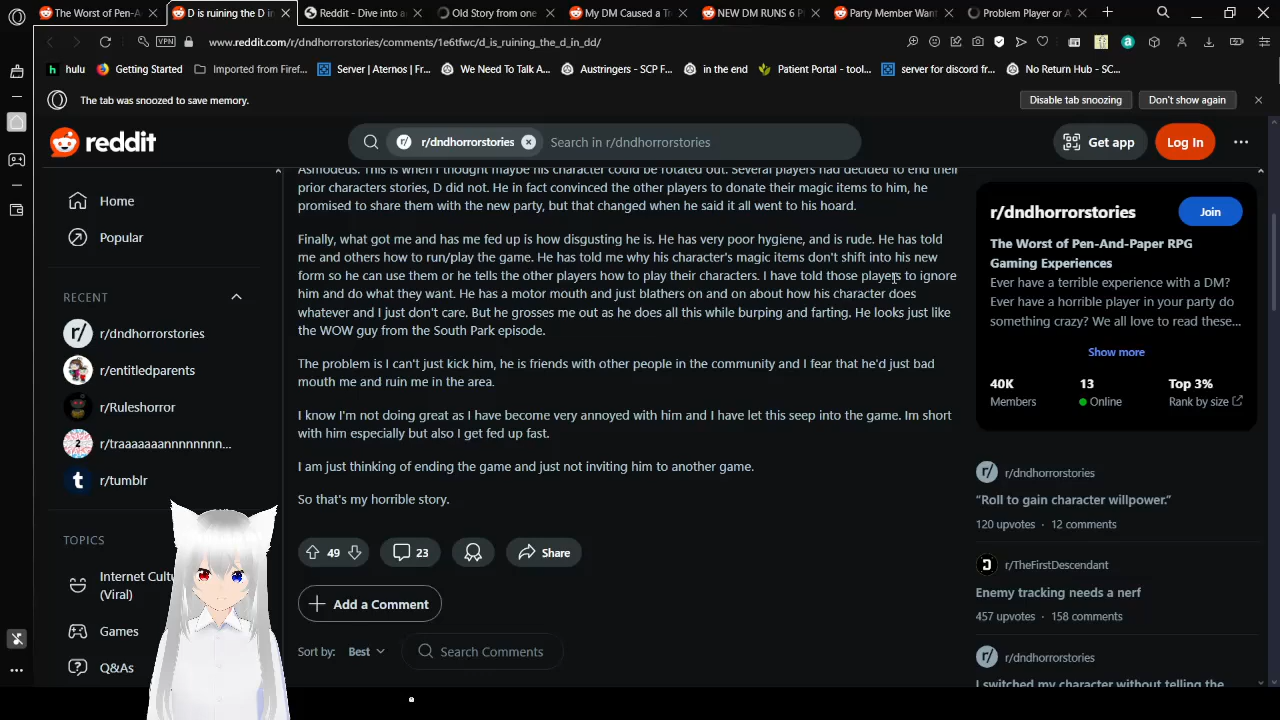 The Worst of Pen-A
D is ruining the D in
Reddit - Dive into a
Old Story from one
My DM Caused a T
NEW DM RUNS 6 P
Party Member Want
Problem Player or A
VPN
www.reddit.com/r/dndhorrorstories/comments/1e6tfwc/d_is_ruining_the_d_in_dd/
hulu
Getting Started
Imported from Firef...
Server | Aternos | Fr...
We Need To Talk A...
Austringers - SCP F...
in the end
Patient Portal - tool...
server for discord fr...
No Return Hub - SC...
The tab was snoozed to save memory.
Disable tab snoozing
Don't show again
reddit
r/dndhorrorstories
Search in r/dndhorrorstories
Get app
Log In
Home
Popular
RECENT
r/dndhorrorstories
r/entitledparents
r/Ruleshorror
r/traaaaaaannnnnnnn...
r/tumblr
TOPICS
Internet Cult
(Viral)
Games
Q&As
Asmodeus. This is when I thought maybe his character could be rotated out. Several players had decided to end their
prior characters stories, D did not. He in fact convinced the other players to donate their magic items to him, he
promised to share them with the new party, but that changed when he said it all went to his hoard.
Finally, what got me and has me fed up is how disgusting he is. He has very poor hygiene, and is rude. He has told
me and others how to run/play the game. He has told me why his character's magic items don't shift into his new
form so he can use them or he tells the other players how to play their characters. I have told those players to ignore
him and do what they want. He has a motor mouth and just blathers on and on about how his character does
whatever and I just don't care. But he grosses me out as he does all this while burping and farting. He looks just like
the WOW guy from the South Park episode.
The problem is I can't just kick him, he is friends with other people in the community and I fear that he'd just bad
mouth me and ruin me in the area.
I know I'm not doing great as I have become very annoyed with him and I have let this seep into the game. Im short
with him especially but also I get fed up fast.
I am just thinking of ending the game and just not inviting him to another game.
So that's my horrible story.
49
23
Share
Add a Comment
Sort by:
Best
Search Comments
r/dndhorrorstories
Join
The Worst of Pen-And-Paper RPG
Gaming Experiences
Ever have a terrible experience with a DM?
Ever have a horrible player in your party do
something crazy? We all love to read these...
Show more
40K
13
Top 3%
Members
Online
Rank by size
r/dndhorrorstories
“Roll to gain character willpower.”
120 upvotes · 12 comments
r/TheFirstDescendant
Enemy tracking needs a nerf
457 upvotes · 158 comments
r/dndhorrorstories
I switched my character without telling the